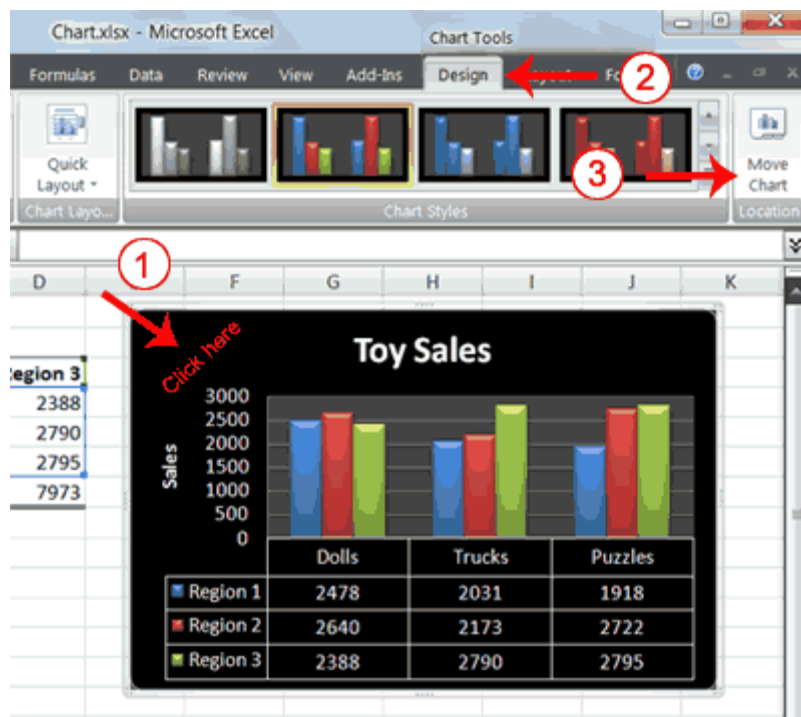 Chart.xlsx - Microsoft Excel
Chart Tools
Formulas Data Review View Add-Ins Design
2
Quick
Layout
3
Move
Chart
Chart Layo... Chart Styles Location
1
D F G H I J K
Click here
Toy Sales
egion 3
2388
2790
2795
7973
Sales
3000
2500
2000
1500
1000
500
0
Dolls Trucks Puzzles
Region 1 2478 2031 1918
Region 2 2640 2173 2722
Region 3 2388 2790 2795